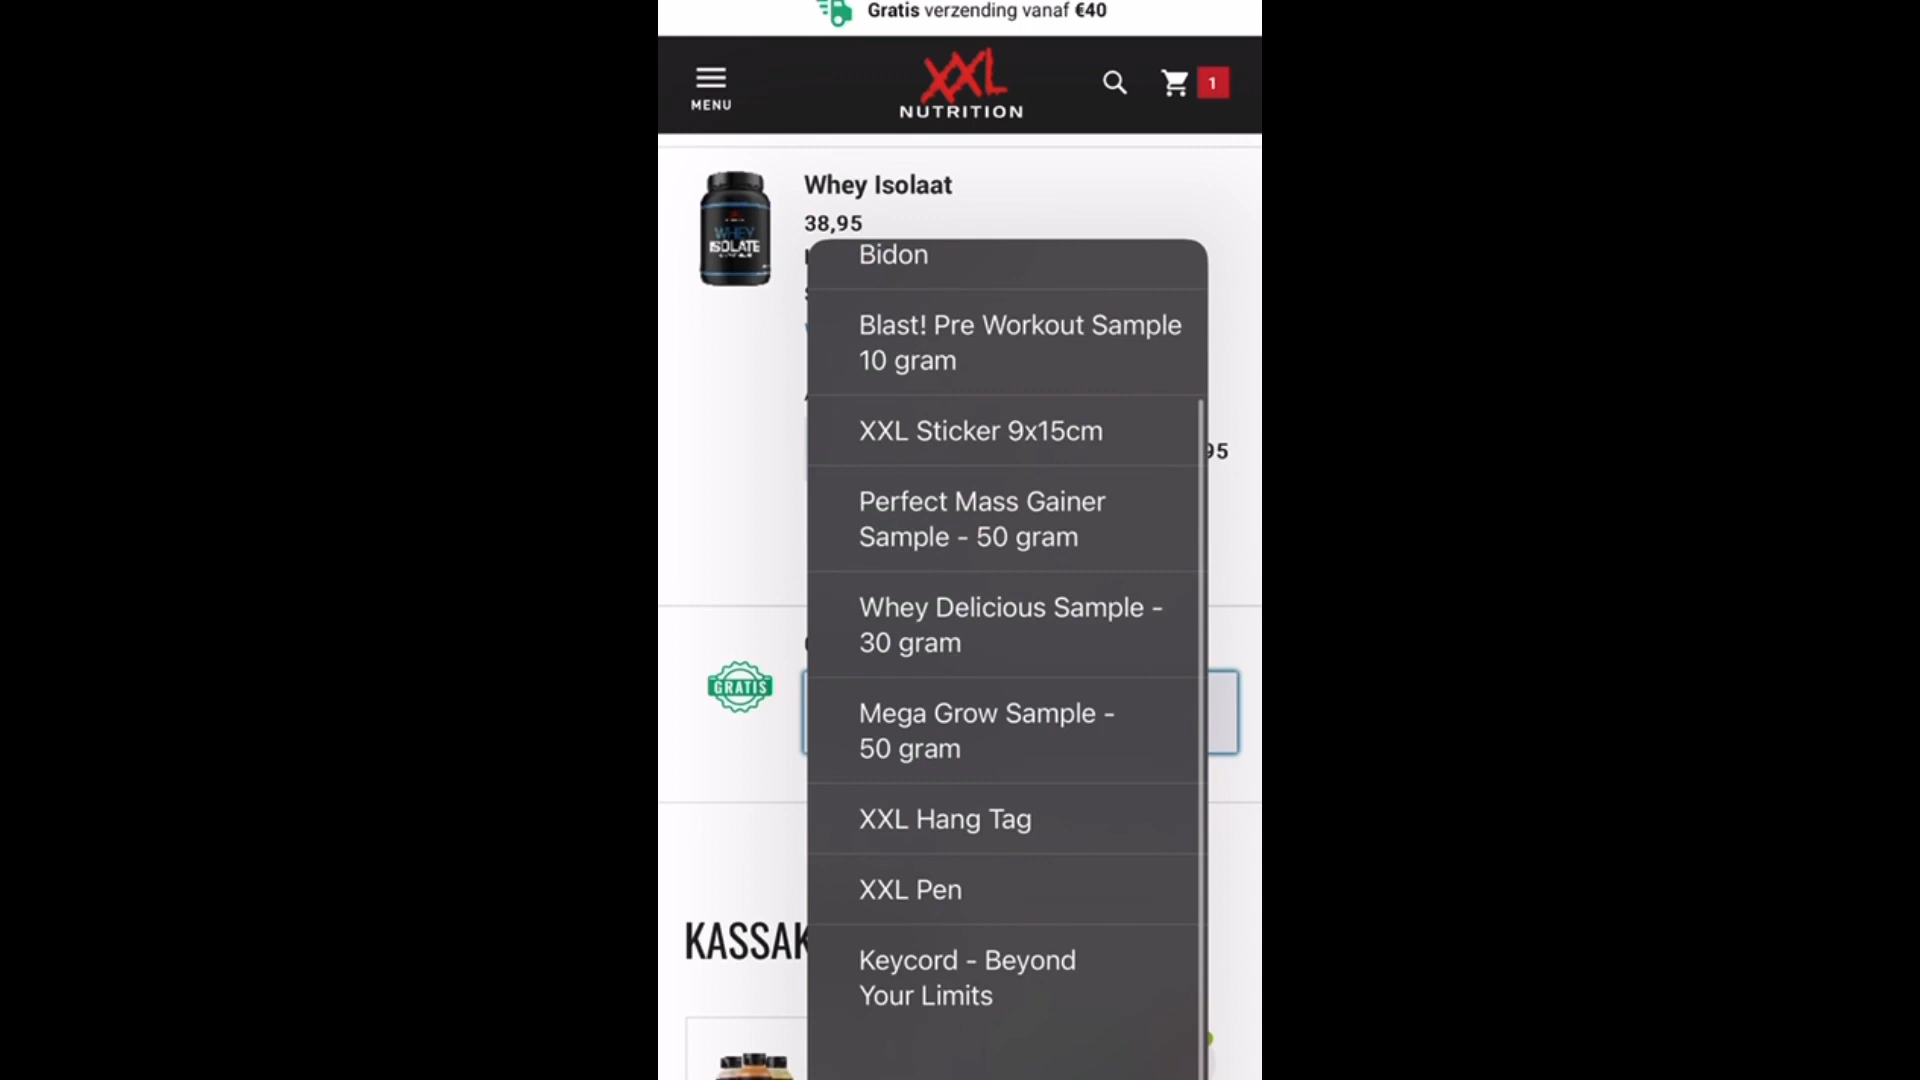 Gratis verzending vanaf €40
MENU
XXL
NUTRITION
1
Whey Isolaat
38,95
WHEY
ISOLATE
Bidon
Blast! Pre Workout Sample
10 gram
XXL Sticker 9x15cm
95
Perfect Mass Gainer
Sample - 50 gram
Whey Delicious Sample -
30 gram
GRATIS
Mega Grow Sample -
50 gram
XXL Hang Tag
XXL Pen
KASSAK
Keycord - Beyond
Your Limits